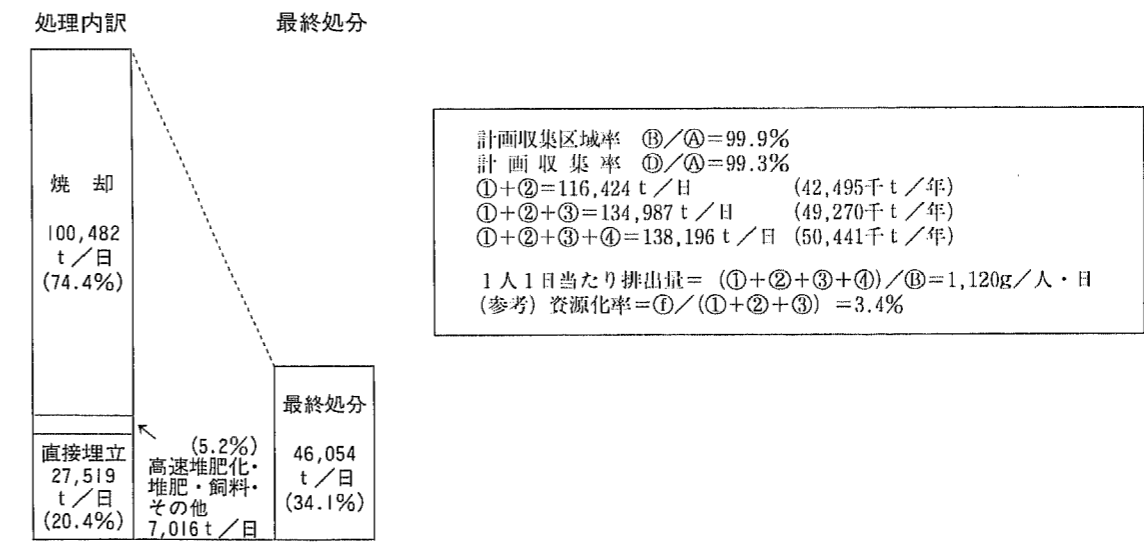 処理内訳
最終処分
焼 却
100,482
t／日
(74.4%)
直接埋立
27,519
t／日
(20.4%)
(5.2%)
高速堆肥化・
堆肥・飼料・
その他
7,016t／日
最終処分
46,054
t／日
(34.1%)
計画収集区域率 Ⓑ／Ⓐ＝99.9%
計 画 収 集 率 Ⓓ／Ⓐ＝99.3%
①＋②＝116,424t／日 (42,495千t／年)
①＋②＋③＝134,987t／日 (49,270千t／年)
①＋②＋③＋④＝138,196t／日 (50,441千t／年)
1人1日当たり排出量＝ (①＋②＋③＋④)／Ⓑ＝1,120g／人・日
(参考) 資源化率＝ⓕ／(①＋②＋③) ＝3.4%